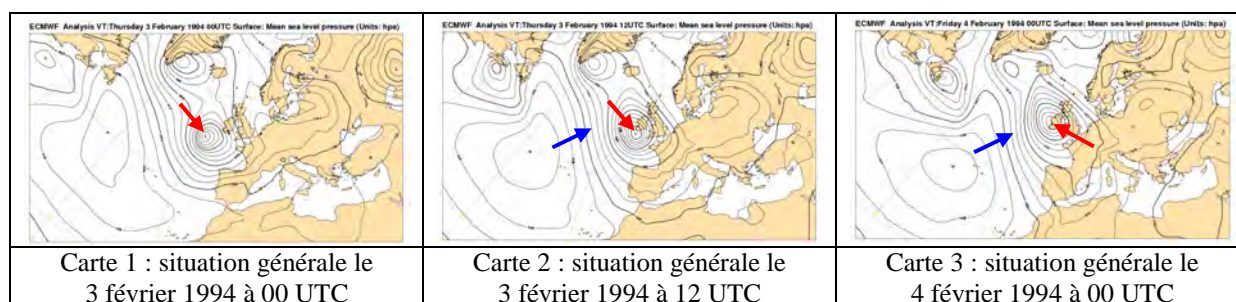 ECMWF Analysis VT:Thursday 3 February 1994 00UTC Surface: Mean sea level pressure (Units: hpa)
ECMWF Analysis VT:Thursday 3 February 1994 12UTC Surface: Mean sea level pressure (Units: hpa)
ECMWF Analysis VT:Friday 4 February 1994 00UTC Surface: Mean sea level pressure (Units: hpa)
Carte 1 : situation générale le
3 février 1994 à 00 UTC
Carte 2 : situation générale le
3 février 1994 à 12 UTC
Carte 3 : situation générale le
4 février 1994 à 00 UTC